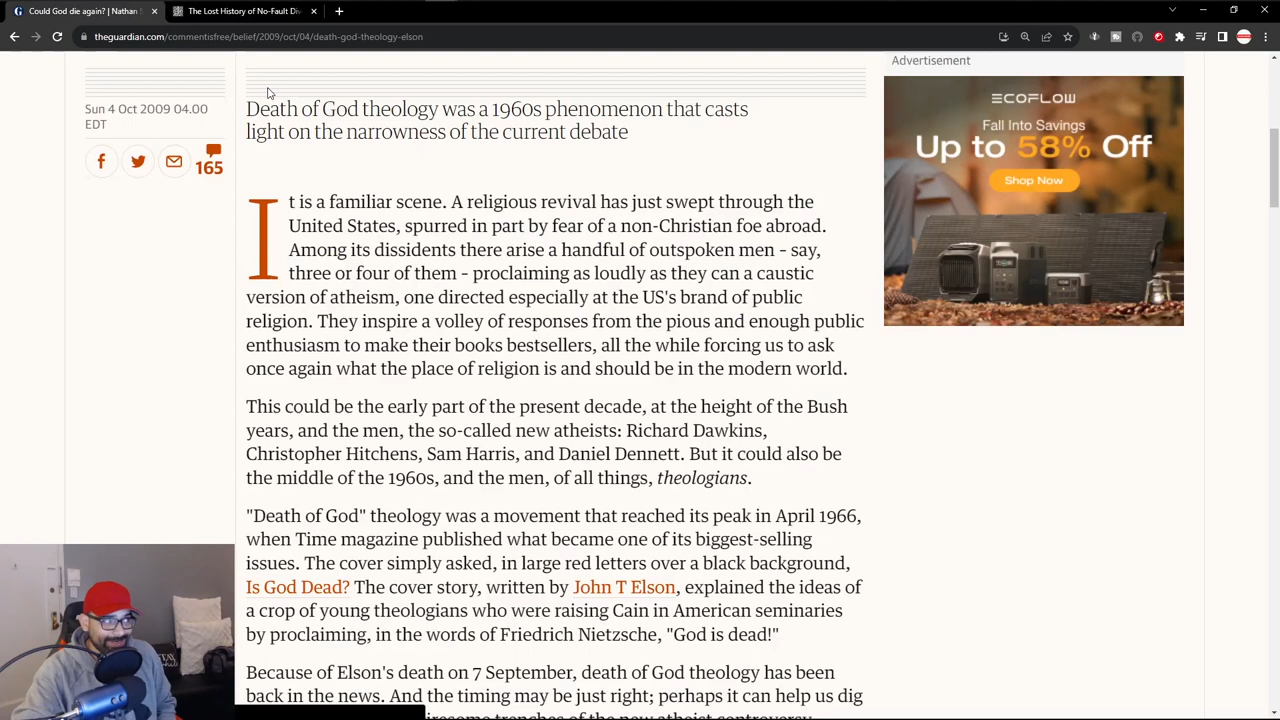 Could God die again? | Nathan S
The Lost History of No-Fault Div
theguardian.com/commentisfree/belief/2009/oct/04/death-god-theology-elson
Advertisement
Sun 4 Oct 2009 04.00
EDT
165
Death of God theology was a 1960s phenomenon that casts
light on the narrowness of the current debate
ECOFLOW
Fall Into Savings
Up to 58% Off
Shop Now
It is a familiar scene. A religious revival has just swept through the
United States, spurred in part by fear of a non-Christian foe abroad.
Among its dissidents there arise a handful of outspoken men – say,
three or four of them – proclaiming as loudly as they can a caustic
version of atheism, one directed especially at the US's brand of public
religion. They inspire a volley of responses from the pious and enough public
enthusiasm to make their books bestsellers, all the while forcing us to ask
once again what the place of religion is and should be in the modern world.
This could be the early part of the present decade, at the height of the Bush
years, and the men, the so-called new atheists: Richard Dawkins,
Christopher Hitchens, Sam Harris, and Daniel Dennett. But it could also be
the middle of the 1960s, and the men, of all things, theologians.
"Death of God" theology was a movement that reached its peak in April 1966,
when Time magazine published what became one of its biggest-selling
issues. The cover simply asked, in large red letters over a black background,
Is God Dead? The cover story, written by John T Elson, explained the ideas of
a crop of young theologians who were raising Cain in American seminaries
by proclaiming, in the words of Friedrich Nietzsche, "God is dead!"
Because of Elson's death on 7 September, death of God theology has been
back in the news. And the timing may be just right; perhaps it can help us dig
trenches of the new atheist controversy